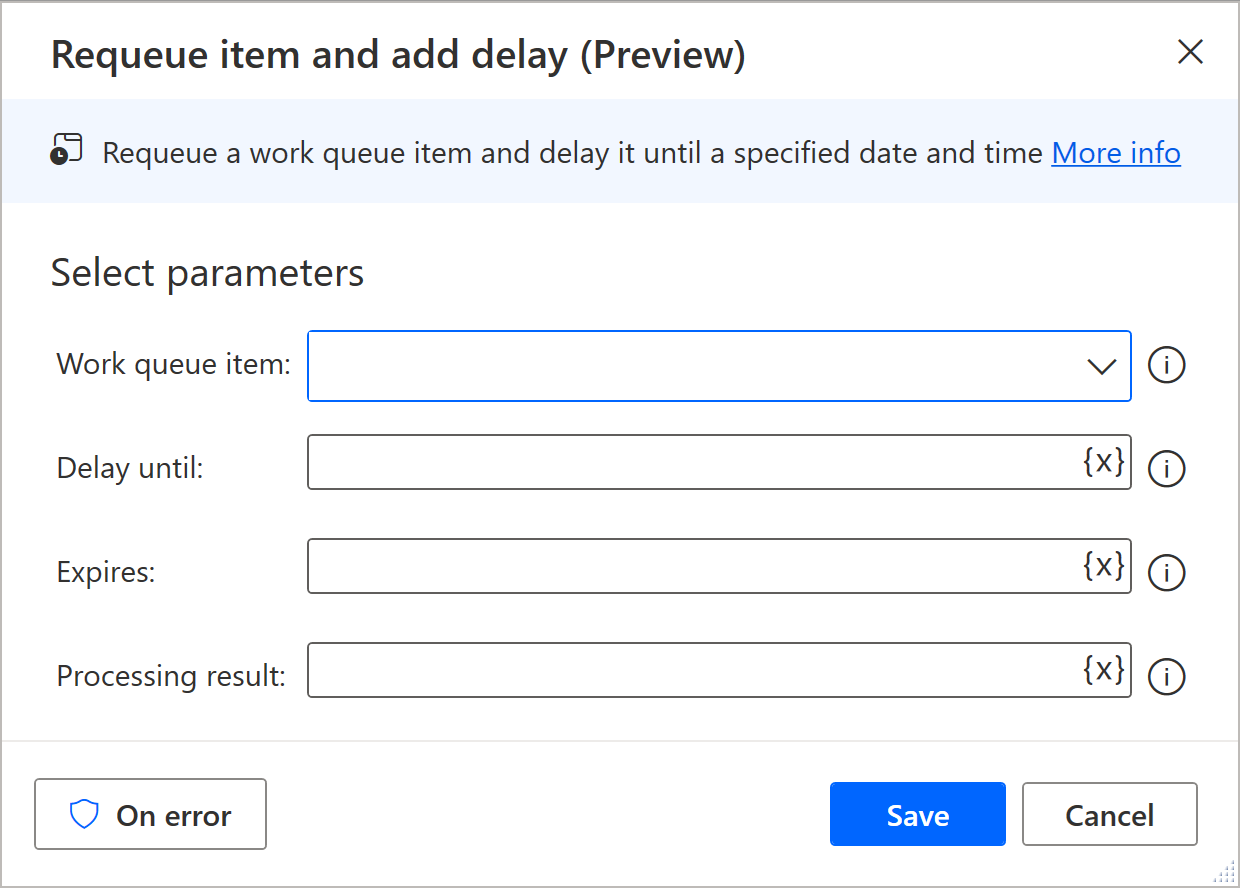 Requeue item and add delay (Preview)
Requeue a work queue item and delay it until a specified date and time More info
Select parameters
Work queue item:
Delay until: {x}
Expires: {x}
Processing result: {x}
On error Save Cancel